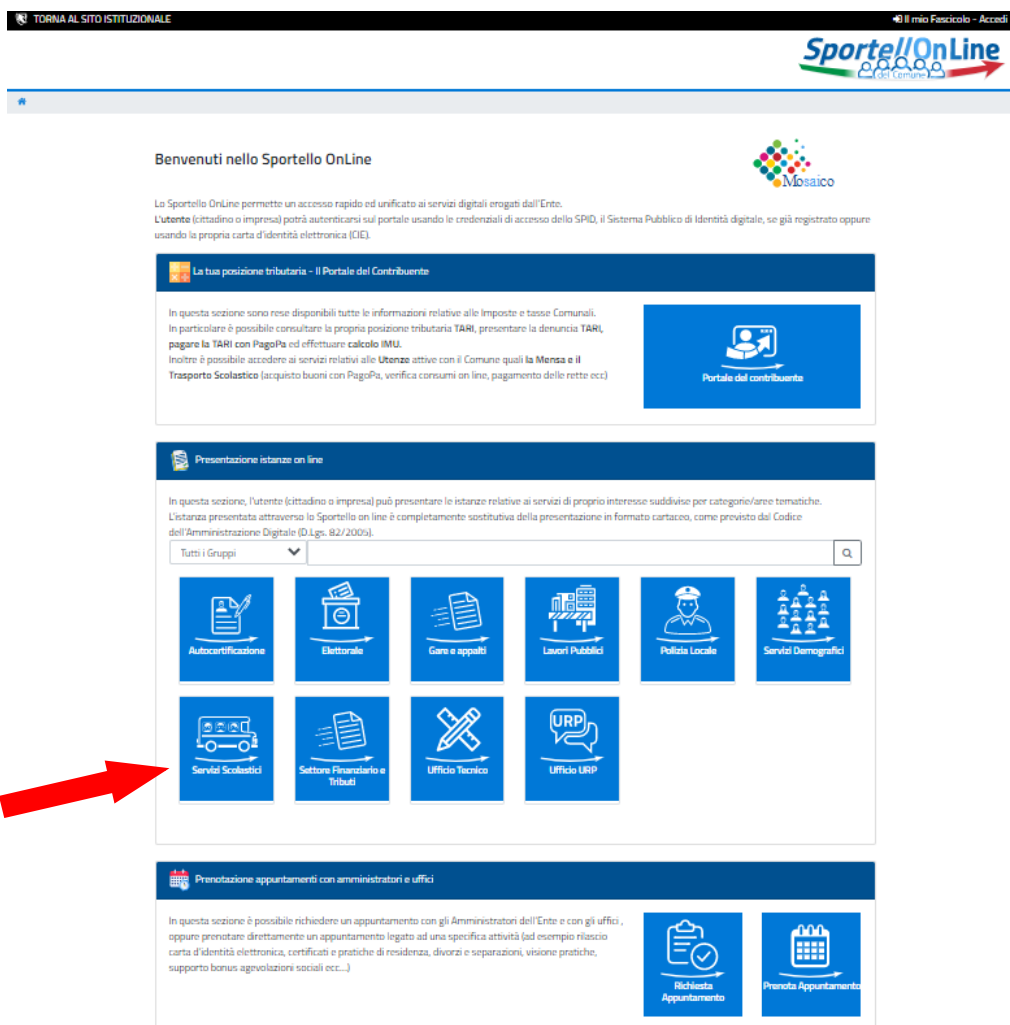 TORNA AL SITO ISTITUZIONALE
Il mio Fascicolo - Accedi
SportellOnLine
del Comune
Benvenuti nello Sportello OnLine
Mosaico
Lo Sportello OnLine permette un accesso rapido ed unificato ai servizi digitali erogati dall'Ente.
L'utente (cittadino o impresa) potrà autenticarsi sul portale usando le credenziali di accesso dello SPID, il Sistema Pubblico di Identità digitale, se già registrato oppure
usando la propria carta d'identità elettronica (CIE).
La tua posizione tributaria - Il Portale del Contribuente
In questa sezione sono rese disponibili tutte le informazioni relative alle Imposte e tasse Comunali.
In particolare è possibile consultare la propria posizione tributaria TARI, presentare la denuncia TARI,
pagare la TARI con PagoPa ed effettuare calcolo IMU.
Inoltre è possibile accedere ai servizi relativi alle Utenze attive con il Comune quali la Mensa e il
Trasporto Scolastico (acquisto buoni con PagoPa, verifica consumi on line, pagamento delle rette ecc)
Portale del contribuente
Presentazione istanze on line
In questa sezione, l'utente (cittadino o impresa) può presentare le istanze relative ai servizi di proprio interesse suddivise per categorie/aree tematiche.
L'istanza presentata attraverso lo Sportello on line è completamente sostitutiva della presentazione in formato cartaceo, come previsto dal Codice
dell'Amministrazione Digitale (D.Lgs. 82/2005).
Tutti i Gruppi
Autocertificazione
Elettorale
Gare e appalti
Lavori Pubblici
Polizia Locale
Servizi Demografici
Servizi Scolastici
Settore Finanziario e
Tributi
Ufficio Tecnico
URP
Ufficio URP
Prenotazione appuntamenti con amministratori e uffici
In questa sezione è possibile richiedere un appuntamento con gli Amministratori dell'Ente e con gli uffici ,
oppure prenotare direttamente un appuntamento legato ad una specifica attività (ad esempio rilascio
carta d'identità elettronica, certificati e pratiche di residenza, divorzi e separazioni, visione pratiche,
supporto bonus agevolazioni sociali ecc....)
Richiesta
Appuntamento
Prenota Appuntamento